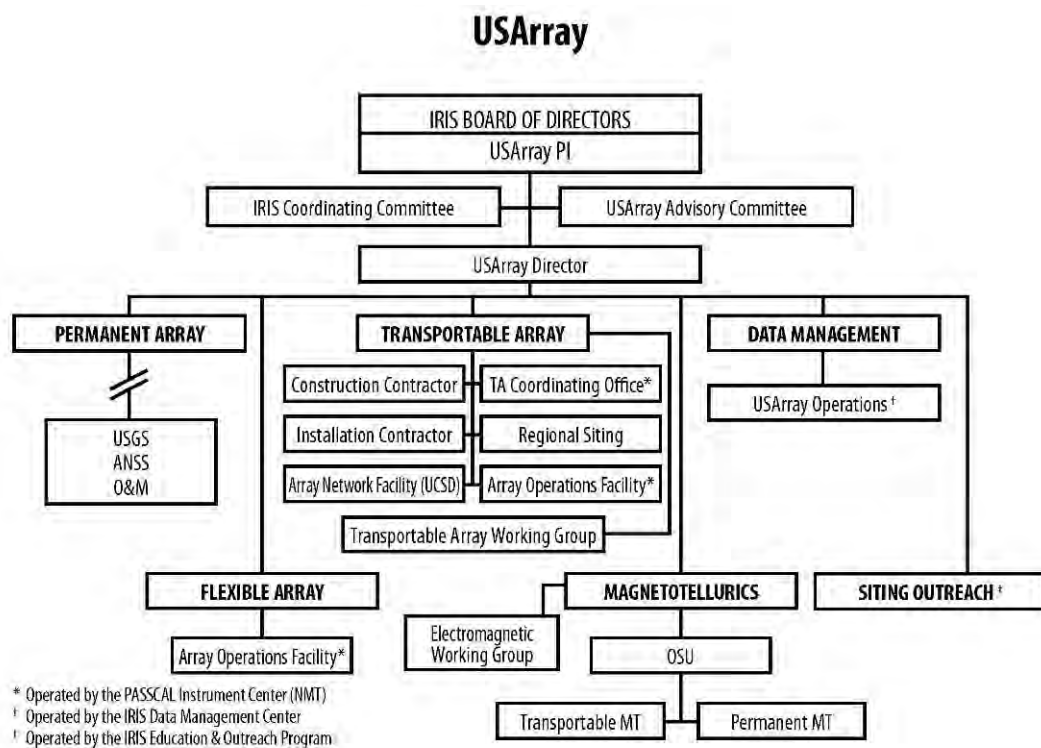 USArray
IRIS BOARD OF DIRECTORS
USArray PI
IRIS Coordinating Committee
USArray Advisory Committee
USArray Director
PERMANENT ARRAY
TRANSPORTABLE ARRAY
DATA MANAGEMENT
Construction Contractor
TA Coordinating Office*
USArray Operations †
USGS
ANSS
O&M
Installation Contractor
Regional Siting
Array Network Facility (UCSD)
Array Operations Facility*
Transportable Array Working Group
FLEXIBLE ARRAY
MAGNETOTELLURICS
SITING OUTREACH ‡
Array Operations Facility*
Electromagnetic
Working Group
OSU
Transportable MT
Permanent MT
* Operated by the PASSCAL Instrument Center (NMT)
† Operated by the IRIS Data Management Center
† Operated by the IRIS Education & Outreach Program